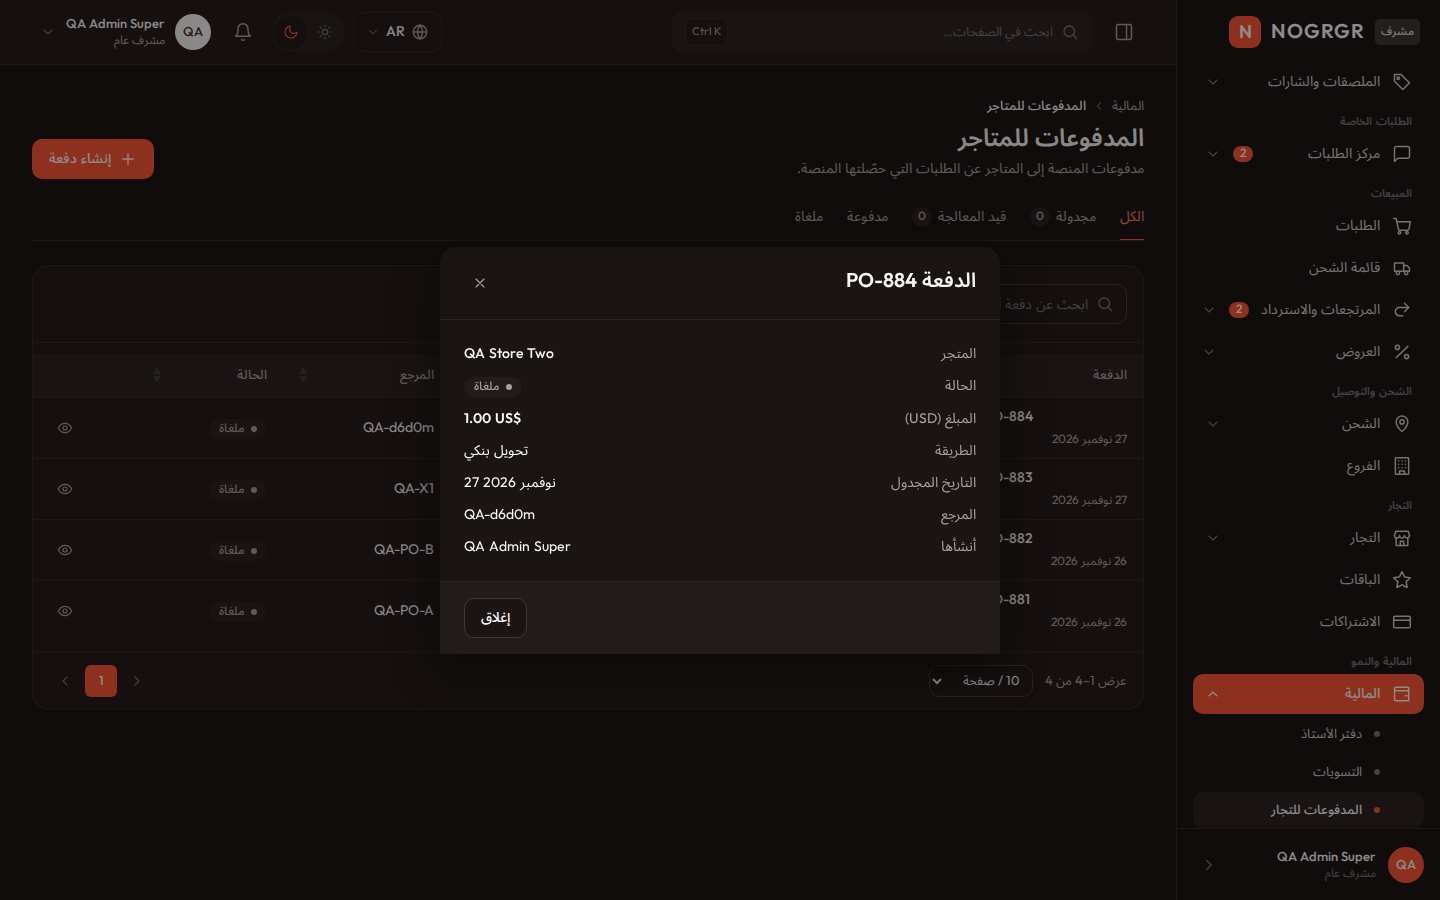 مشرف
NOGRGR N
الملصقات والشارات
الطلبات الخاصة
مركز الطلبات 2
المبيعات
الطلبات
قائمة الشحن
المرتجعات والاسترداد 2
العروض
الشحن والتوصيل
الشحن
الفروع
التجار
التجار
الباقات
الاشتراكات
المالية والنمو
المالية
دفتر الأستاذ
التسويات
المدفوعات للتجار
QA QA Admin Super
مشرف عام
ابحث في الصفحات...
Ctrl K
AR
QA QA Admin Super
مشرف عام
المالية
المدفوعات للمتاجر
المدفوعات للمتاجر
مدفوعات المنصة إلى المتاجر عن الطلبات التي حصّلتها المنصة.
إنشاء دفعة
الكل
مجدولة 0
قيد المعالجة 0
مدفوعة
ملغاة
ابحث عن دفعة
الدفعة
المرجع
الحالة
-884
27 نوفمبر 2026
QA-d6d0m
ملغاة
-883
27 نوفمبر 2026
QA-X1
ملغاة
-882
26 نوفمبر 2026
QA-PO-B
ملغاة
-881
26 نوفمبر 2026
QA-PO-A
ملغاة
عرض 1–4 من 4
10 / صفحة
1
الدفعة PO-884
المتجر
QA Store Two
الحالة
ملغاة
المبلغ (USD)
1.00 US$
الطريقة
تحويل بنكي
التاريخ المجدول
27 نوفمبر 2026
المرجع
QA-d6d0m
أنشأها
QA Admin Super
إغلاق